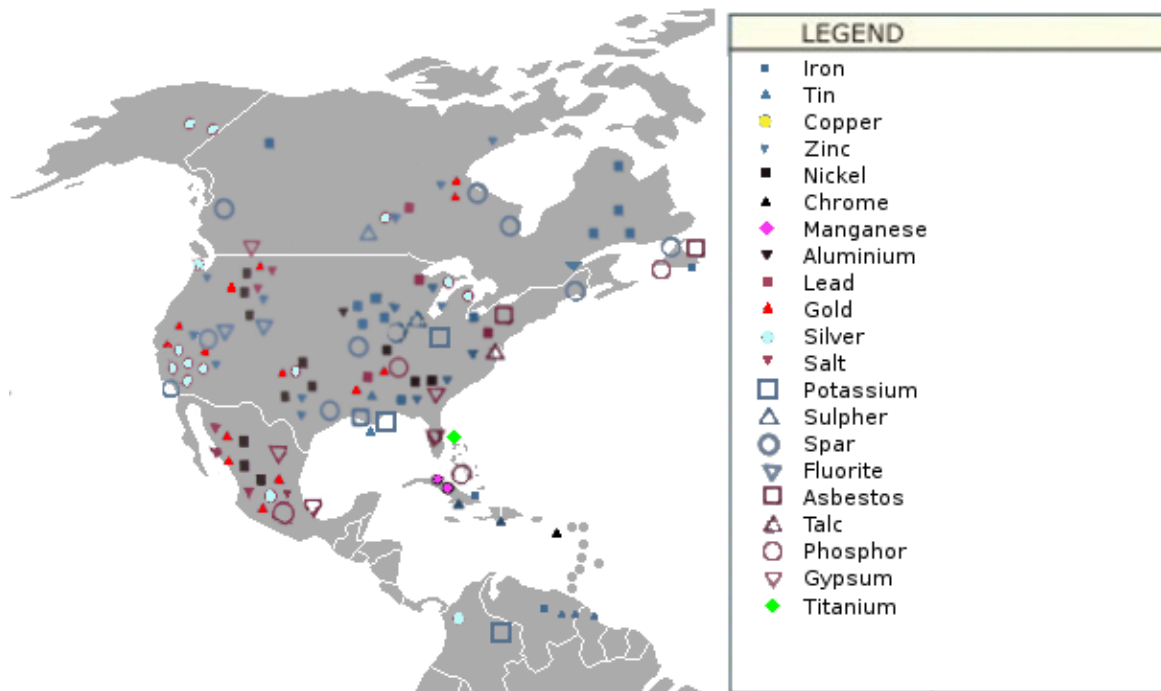 LEGEND
Iron
Tin
Copper
Zinc
Nickel
Chrome
Manganese
Aluminium
Lead
Gold
Silver
Salt
Potassium
Sulpher
Spar
Fluorite
Asbestos
Talc
Phosphor
Gypsum
Titanium